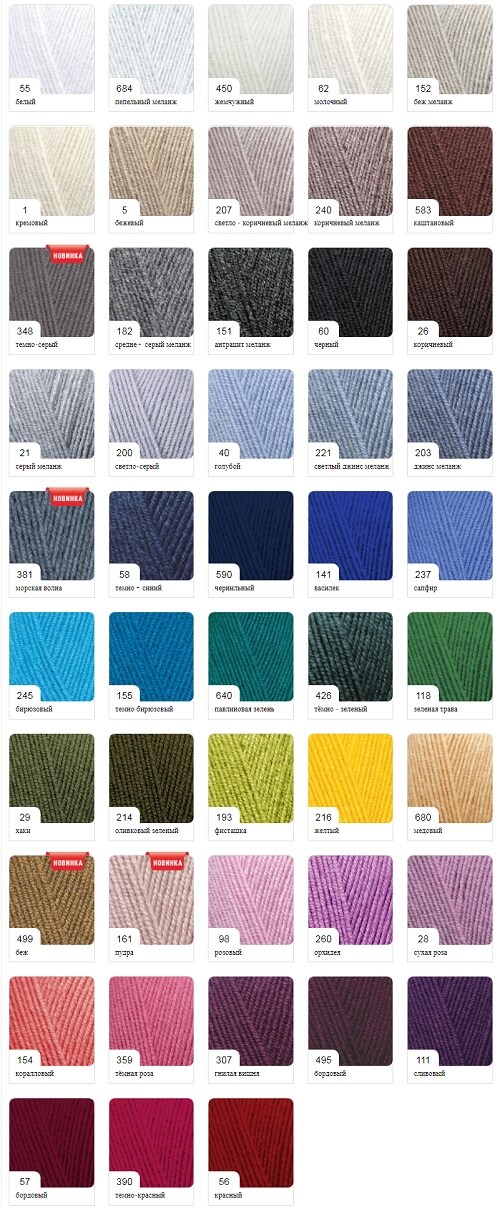 55 684 450 62 152
белый пепельный меланж жемчужный молочный беж меланж
1 5 207 240 583
кремовый бежевый светло - коричневый меланж коричневый меланж каштановый
НОВИНКА
348 182 151 60 26
темно-серый средне - серый меланж антрацит меланж черный коричневый
21 200 40 221 203
серый меланж светло-серый голубой светлый джинс меланж джинс меланж
НОВИНКА
381 58 590 141 237
морская волна темно - синий чернильный василек сапфир
245 155 640 426 118
бирюзовый темно бирюзовый павлиновая зелень тёмно - зеленый зеленая трава
29 214 193 216 680
хаки оливковый зеленый фисташка желтый медовый
НОВИНКА НОВИНКА
499 161 98 260 28
беж пудра розовый орхидея сухая роза
154 359 307 495 111
коралловый тёмная роза гнилая вишня бордовый сливовый
57 390 56
бордовый темно-красный красный